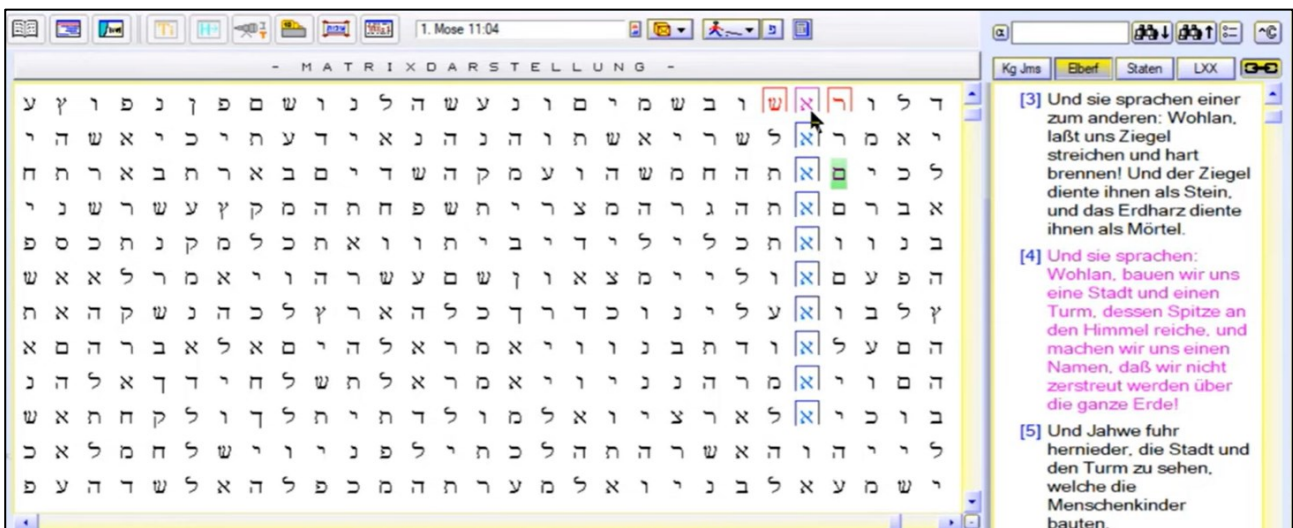 1. Mose 11:04
- M A T R I X D A R S T E L L U N G -
ד ל ו ר א ש ו ב ש מ י ם ו נ ע ש ה ל נ ו ש ם פ ן נ פ ו ץ ע
י א מ ר א ל ש ר י א ש ת ו ה נ ה נ א י ד ע ת י כ י א ש ה י
ל כ י ם א ת ה ח מ ש ה ו ע מ ק ה ש ד י ם ב א ר ת ב א ר ת ח
א ב ר ם א ת ה ג ר ה מ צ ר י ת ש פ ח ת ה מ ק ץ ע ש ר ש נ י
ב נ ו ו א ת כ ל י ל י ד י ב י ת ו ו א ת כ ל מ ק נ ת כ ס פ
ה פ ע ם א ו ל י י מ צ א ו ן ש ם ע ש ר ה ו י א מ ר ל א א ש
ץ ל ב ו א ע ל י נ ו כ ד ר ך כ ל ה א ר ץ ל כ ה נ ש ק ה א ת
ה ם ע ל א ו ד ת ב נ ו ו י א מ ר א ל ה י ם א ל א ב ר ה ם א
ה ם ו י א מ ר ה נ נ י ו י א מ ר א ל ת ש ל ח י ד ך א ל ה נ
ב ו כ י א ל א ר צ י ו א ל מ ו ל ד ת י ת ל ך ו ל ק ח ת א ש
ל י י ה ו ה א ש ר ה ת ה ל כ ת י ל פ נ י ו י ש ל ח מ ל א כ
י ש מ ע א ל ב נ י ו א ל מ ע ר ת ה מ כ פ ל ה א ל ש ד ה ע פ
α
^C
Kg Jms Elberf Staten LXX
[3] Und sie sprachen einer
zum anderen: Wohlan,
laßt uns Ziegel
streichen und hart
brennen! Und der Ziegel
diente ihnen als Stein,
und das Erdharz diente
ihnen als Mörtel.
[4] Und sie sprachen:
Wohlan, bauen wir uns
eine Stadt und einen
Turm, dessen Spitze an
den Himmel reiche, und
machen wir uns einen
Namen, daß wir nicht
zerstreut werden über
die ganze Erde!
[5] Und Jahwe fuhr
hernieder, die Stadt und
den Turm zu sehen,
welche die
Menschenkinder
bauten.